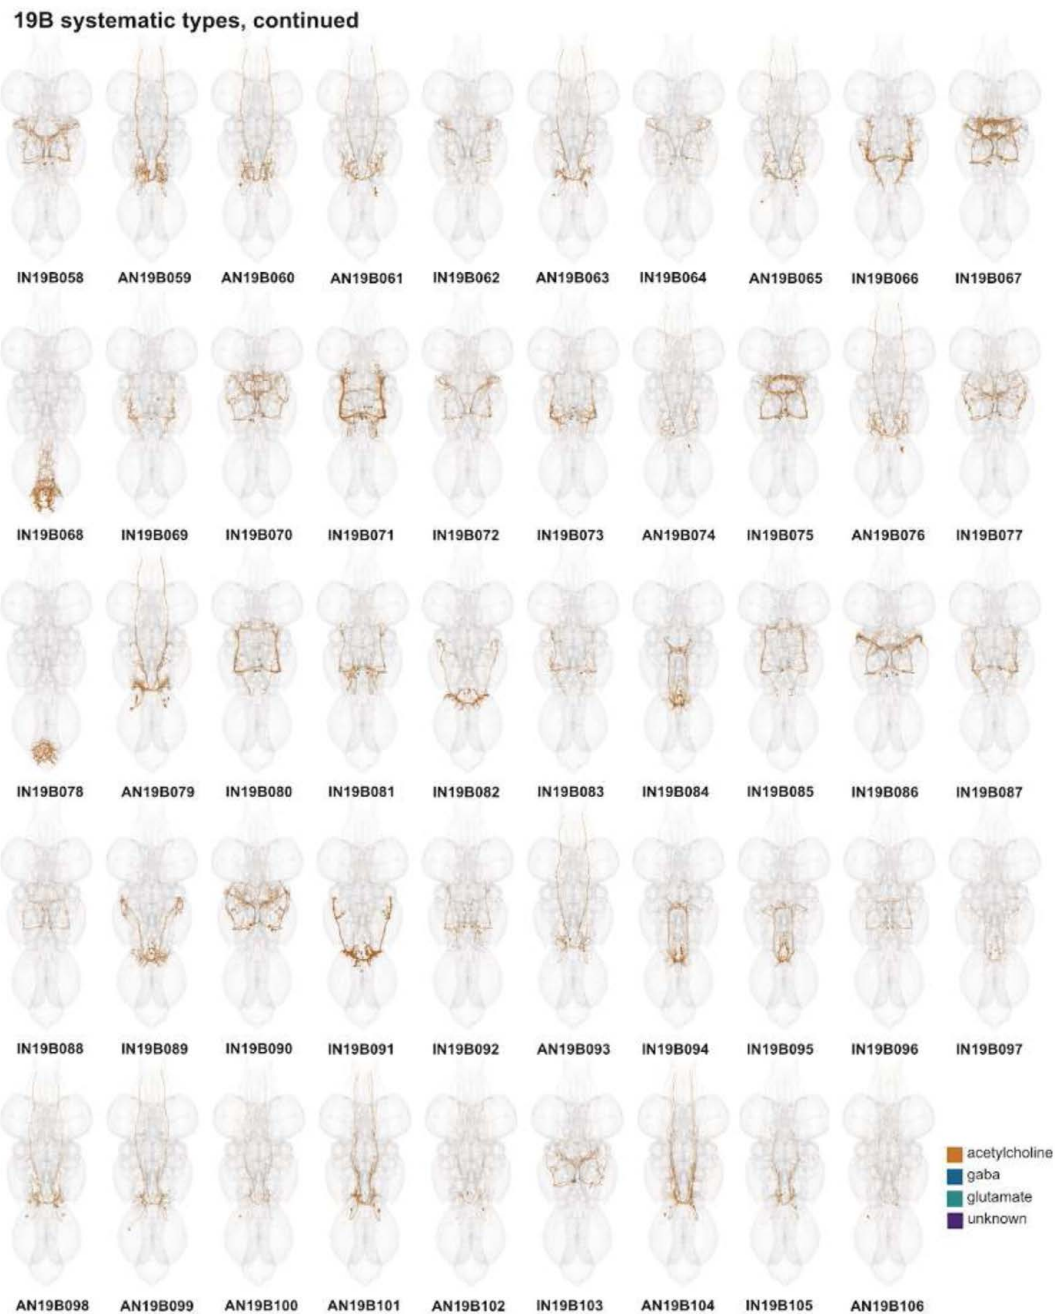 19B systematic types, continued
IN19B058 AN19B059 AN19B060 AN19B061 IN19B062 AN19B063 IN19B064 AN19B065 IN19B066 IN19B067
IN19B068 IN19B069 IN19B070 IN19B071 IN19B072 IN19B073 AN19B074 IN19B075 AN19B076 IN19B077
IN19B078 AN19B079 IN19B080 IN19B081 IN19B082 IN19B083 IN19B084 IN19B085 IN19B086 IN19B087
IN19B088 IN19B089 IN19B090 IN19B091 IN19B092 AN19B093 IN19B094 IN19B095 IN19B096 IN19B097
acetylcholine
gaba
glutamate
unknown
AN19B098 AN19B099 AN19B100 AN19B101 AN19B102 IN19B103 AN19B104 IN19B105 AN19B106